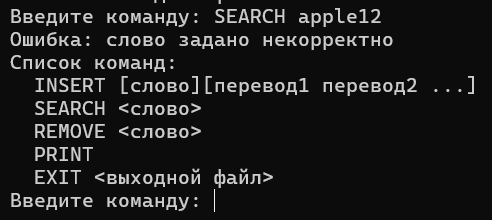 Введите команду: SEARCH apple12
Ошибка: слово задано некорректно
Список команд:
  INSERT [слово][перевод1 перевод2 ...]
  SEARCH <слово>
  REMOVE <слово>
  PRINT
  EXIT <выходной файл>
Введите команду: